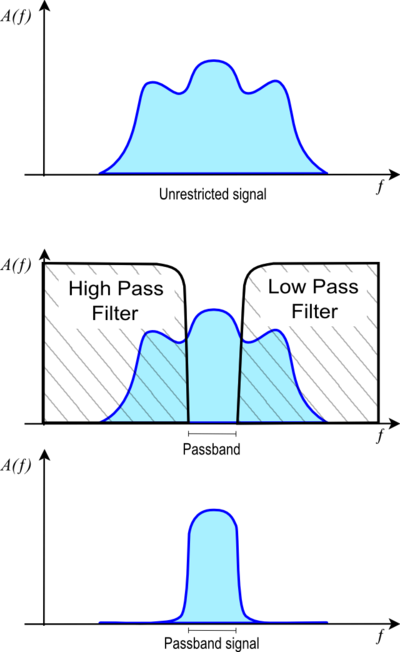 A(f)
f
Unrestricted signal
A(f)
High Pass
Filter
Low Pass
Filter
f
Passband
A(f)
f
Passband signal